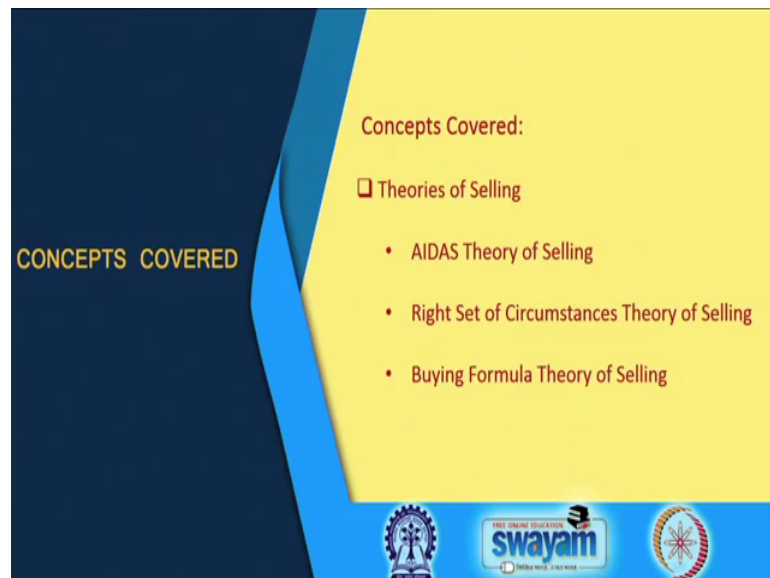 CONCEPTS COVERED
Concepts Covered:
Theories of Selling
• AIDAS Theory of Selling
• Right Set of Circumstances Theory of Selling
• Buying Formula Theory of Selling
FREE ONLINE EDUCATION
swayam